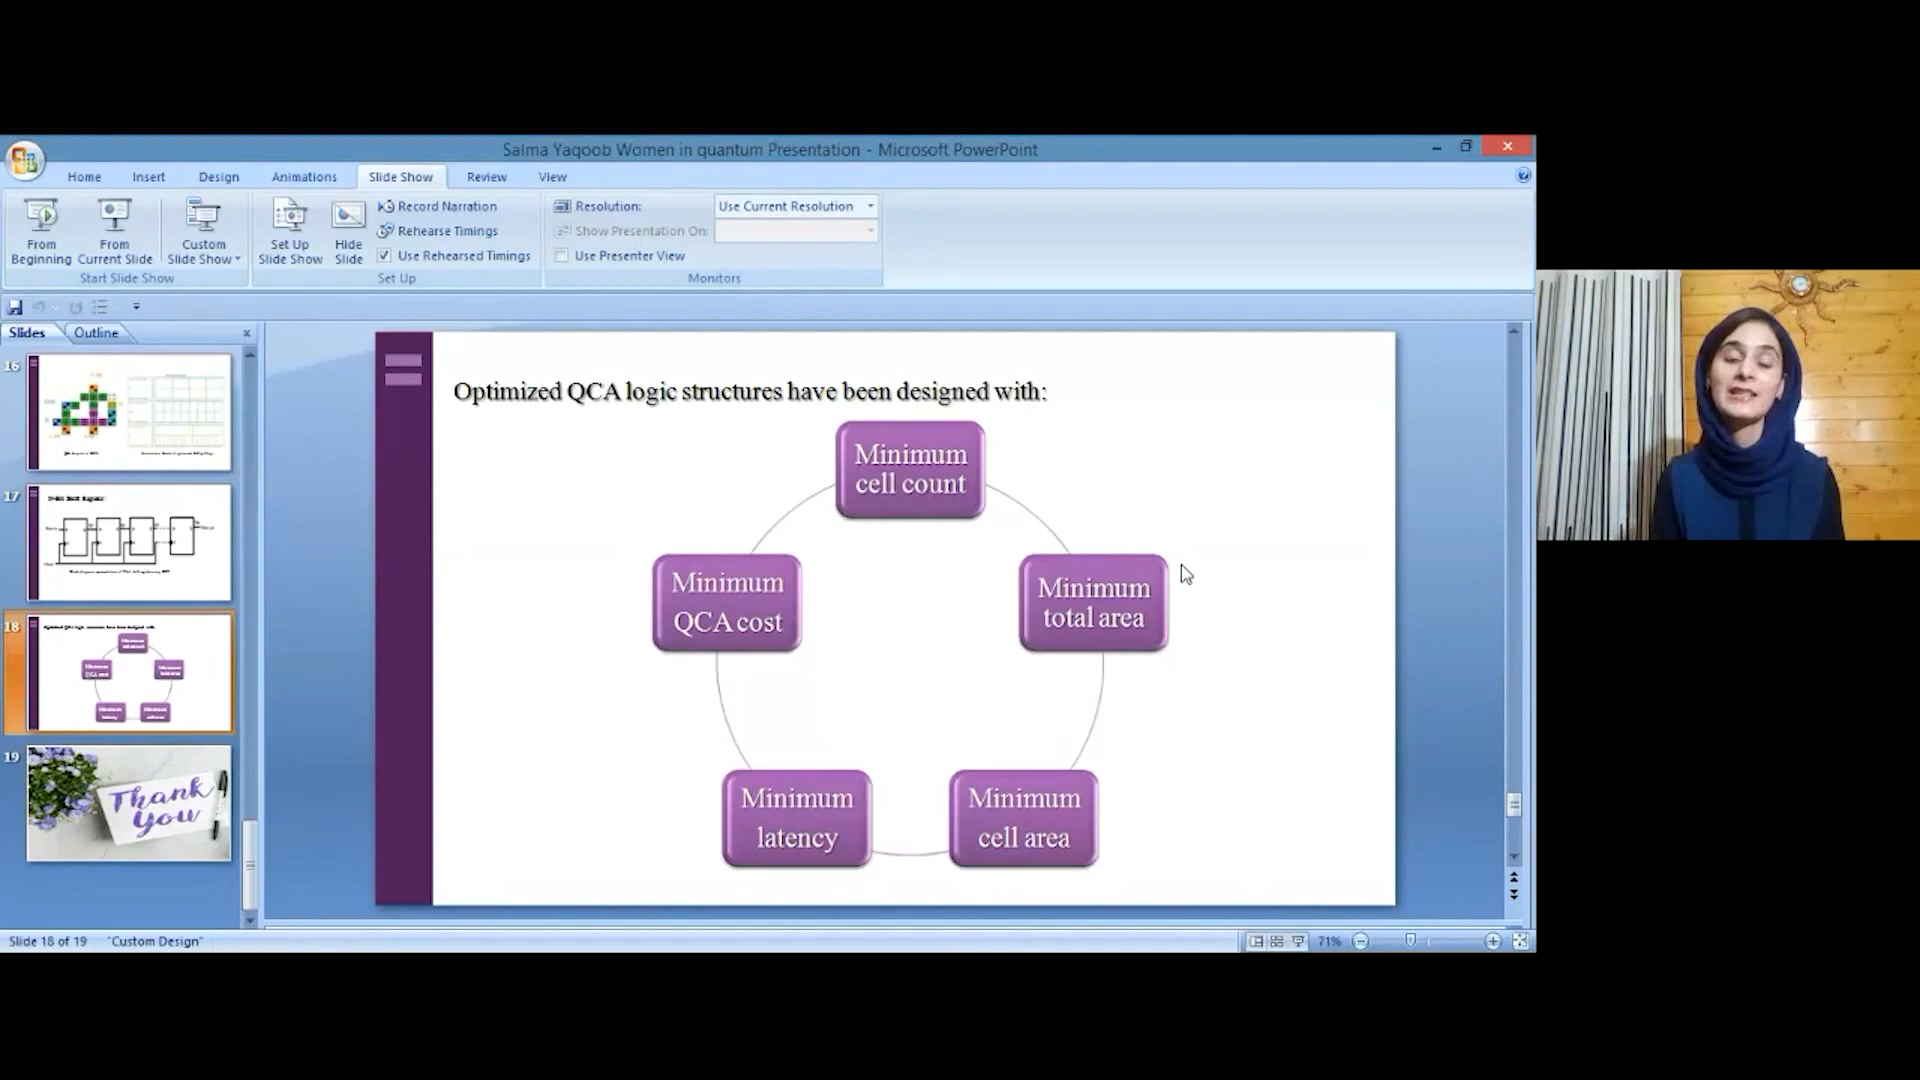 Salma Yaqoob Women in quantum Presentation - Microsoft PowerPoint
Home Insert Design Animations Slide Show Review View
From Beginning
From Current Slide
Custom Slide Show
Start Slide Show
Set Up Slide Show
Hide Slide
Record Narration
Rehearse Timings
Use Rehearsed Timings
Set Up
Resolution: Use Current Resolution
Show Presentation On:
Use Presenter View
Monitors
Slides Outline
16
17
18
19
Thank
You
Optimized QCA logic structures have been designed with:
Minimum
cell count
Minimum
total area
Minimum
cell area
Minimum
latency
Minimum
QCA cost
Slide 18 of 19 "Custom Design" 71%